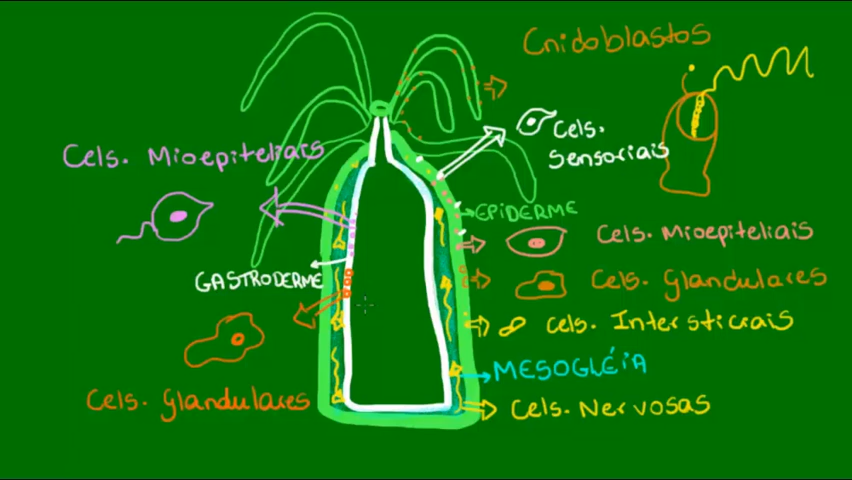 Cnidoblastos
Cels.
Sensoriais
Cels. Mioepiteliais
EPIDERME
Cels. Mioepiteliais
GASTRODERME
Cels. Glandulares
Cels. Intersticiais
MESOGLÉIA
Cels. Glandulares
Cels. Nervosas